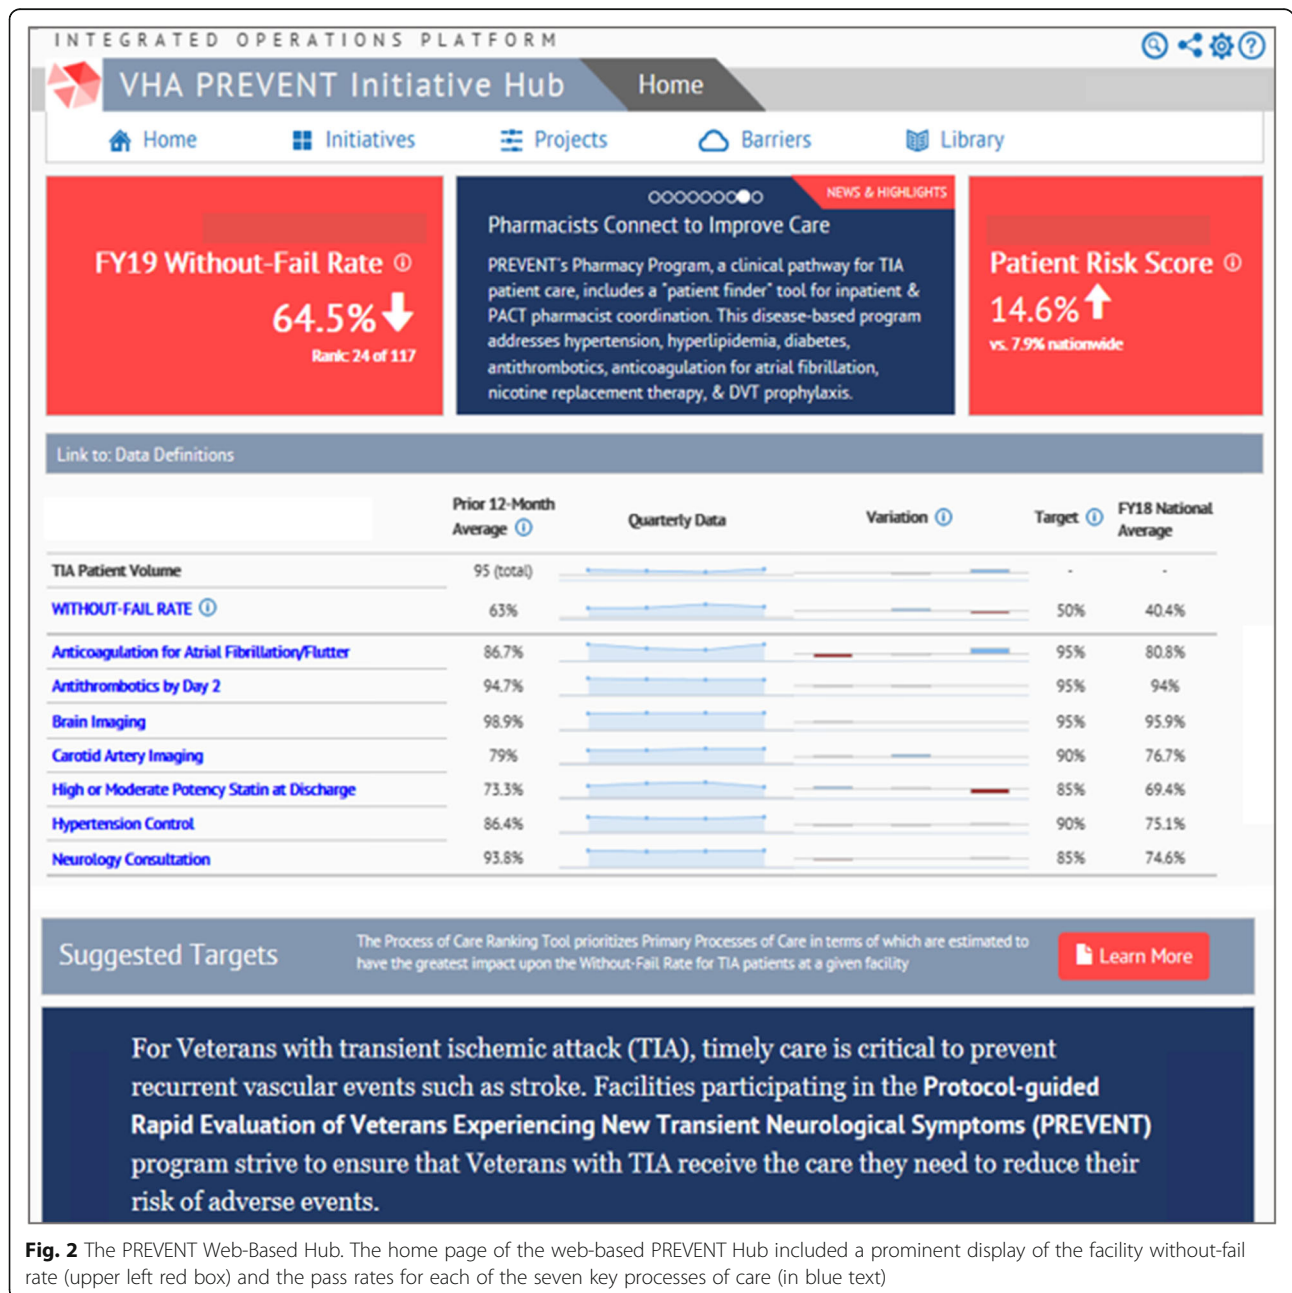 INTEGRATED OPERATIONS PLATFORM
VHA PREVENT Initiative Hub
Home
Home
Initiatives
Projects
Barriers
Library
FY19 Without-Fail Rate
64.5%
Rank: 24 of 117
NEWS & HIGHLIGHTS
Pharmacists Connect to Improve Care
PREVENT's Pharmacy Program, a clinical pathway for TIA
patient care, includes a "patient finder" tool for inpatient &
PACT pharmacist coordination. This disease-based program
addresses hypertension, hyperlipidemia, diabetes,
antithrombotics, anticoagulation for atrial fibrillation,
nicotine replacement therapy, & DVT prophylaxis.
Patient Risk Score
14.6%
vs. 7.9% nationwide
Link to: Data Definitions
Prior 12-Month
Average
Quarterly Data
Variation
Target
FY18 National
Average
TIA Patient Volume 95 (total) - -
WITHOUT-FAIL RATE 63% 50% 40.4%
Anticoagulation for Atrial Fibrillation/Flutter 86.7% 95% 80.8%
Antithrombotics by Day 2 94.7% 95% 94%
Brain Imaging 98.9% 95% 95.9%
Carotid Artery Imaging 79% 90% 76.7%
High or Moderate Potency Statin at Discharge 73.3% 85% 69.4%
Hypertension Control 86.4% 90% 75.1%
Neurology Consultation 93.8% 85% 74.6%
Suggested Targets
The Process of Care Ranking Tool prioritizes Primary Processes of Care in terms of which are estimated to
have the greatest impact upon the Without-Fail Rate for TIA patients at a given facility
Learn More
For Veterans with transient ischemic attack (TIA), timely care is critical to prevent
recurrent vascular events such as stroke. Facilities participating in the Protocol-guided
Rapid Evaluation of Veterans Experiencing New Transient Neurological Symptoms (PREVENT)
program strive to ensure that Veterans with TIA receive the care they need to reduce their
risk of adverse events.
Fig. 2 The PREVENT Web-Based Hub. The home page of the web-based PREVENT Hub included a prominent display of the facility without-fail
rate (upper left red box) and the pass rates for each of the seven key processes of care (in blue text)